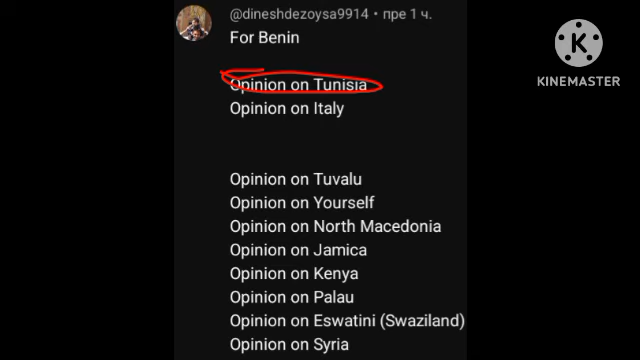 @dineshdezoysa9914 • пре 1 ч.
For Benin
Opinion on Tunisia
Opinion on Italy
Opinion on Tuvalu
Opinion on Yourself
Opinion on North Macedonia
Opinion on Jamica
Opinion on Kenya
Opinion on Palau
Opinion on Eswatini (Swaziland)
Opinion on Syria
KINEMASTER